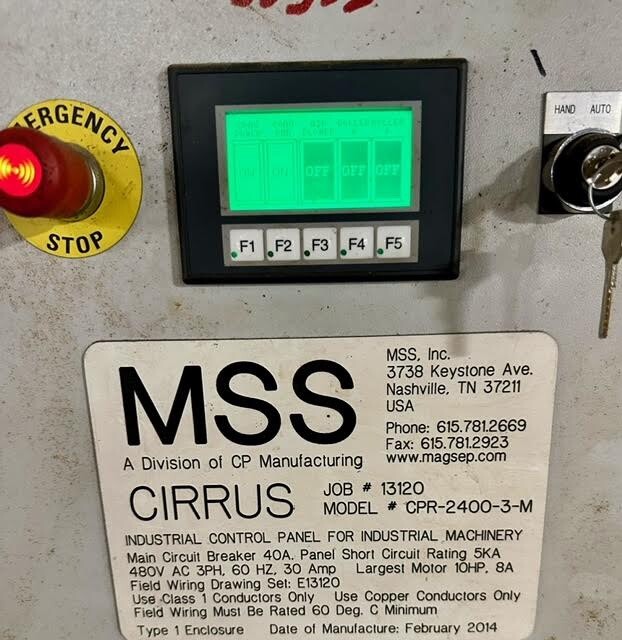 EMERGENCY
STOP
HAND AUTO
ON ON OFF OFF OFF
F1 F2 F3 F4 F5
MSS
A Division of CP Manufacturing
MSS, Inc.
3738 Keystone Ave.
Nashville, TN 37211
USA
Phone: 615.781.2669
Fax: 615.781.2923
www.magsep.com
CIRRUS
JOB # 13120
MODEL # CPR-2400-3-M
INDUSTRIAL CONTROL PANEL FOR INDUSTRIAL MACHINERY
Main Circuit Breaker 40A. Panel Short Circuit Rating 5KA
480V AC 3PH, 60 HZ, 30 Amp Largest Motor 10HP, 8A
Field Wiring Drawing Set: E13120
Use Class 1 Conductors Only Use Copper Conductors Only
Field Wiring Must Be Rated 60 Deg. C Minimum
Type 1 Enclosure Date of Manufacture: February 2014